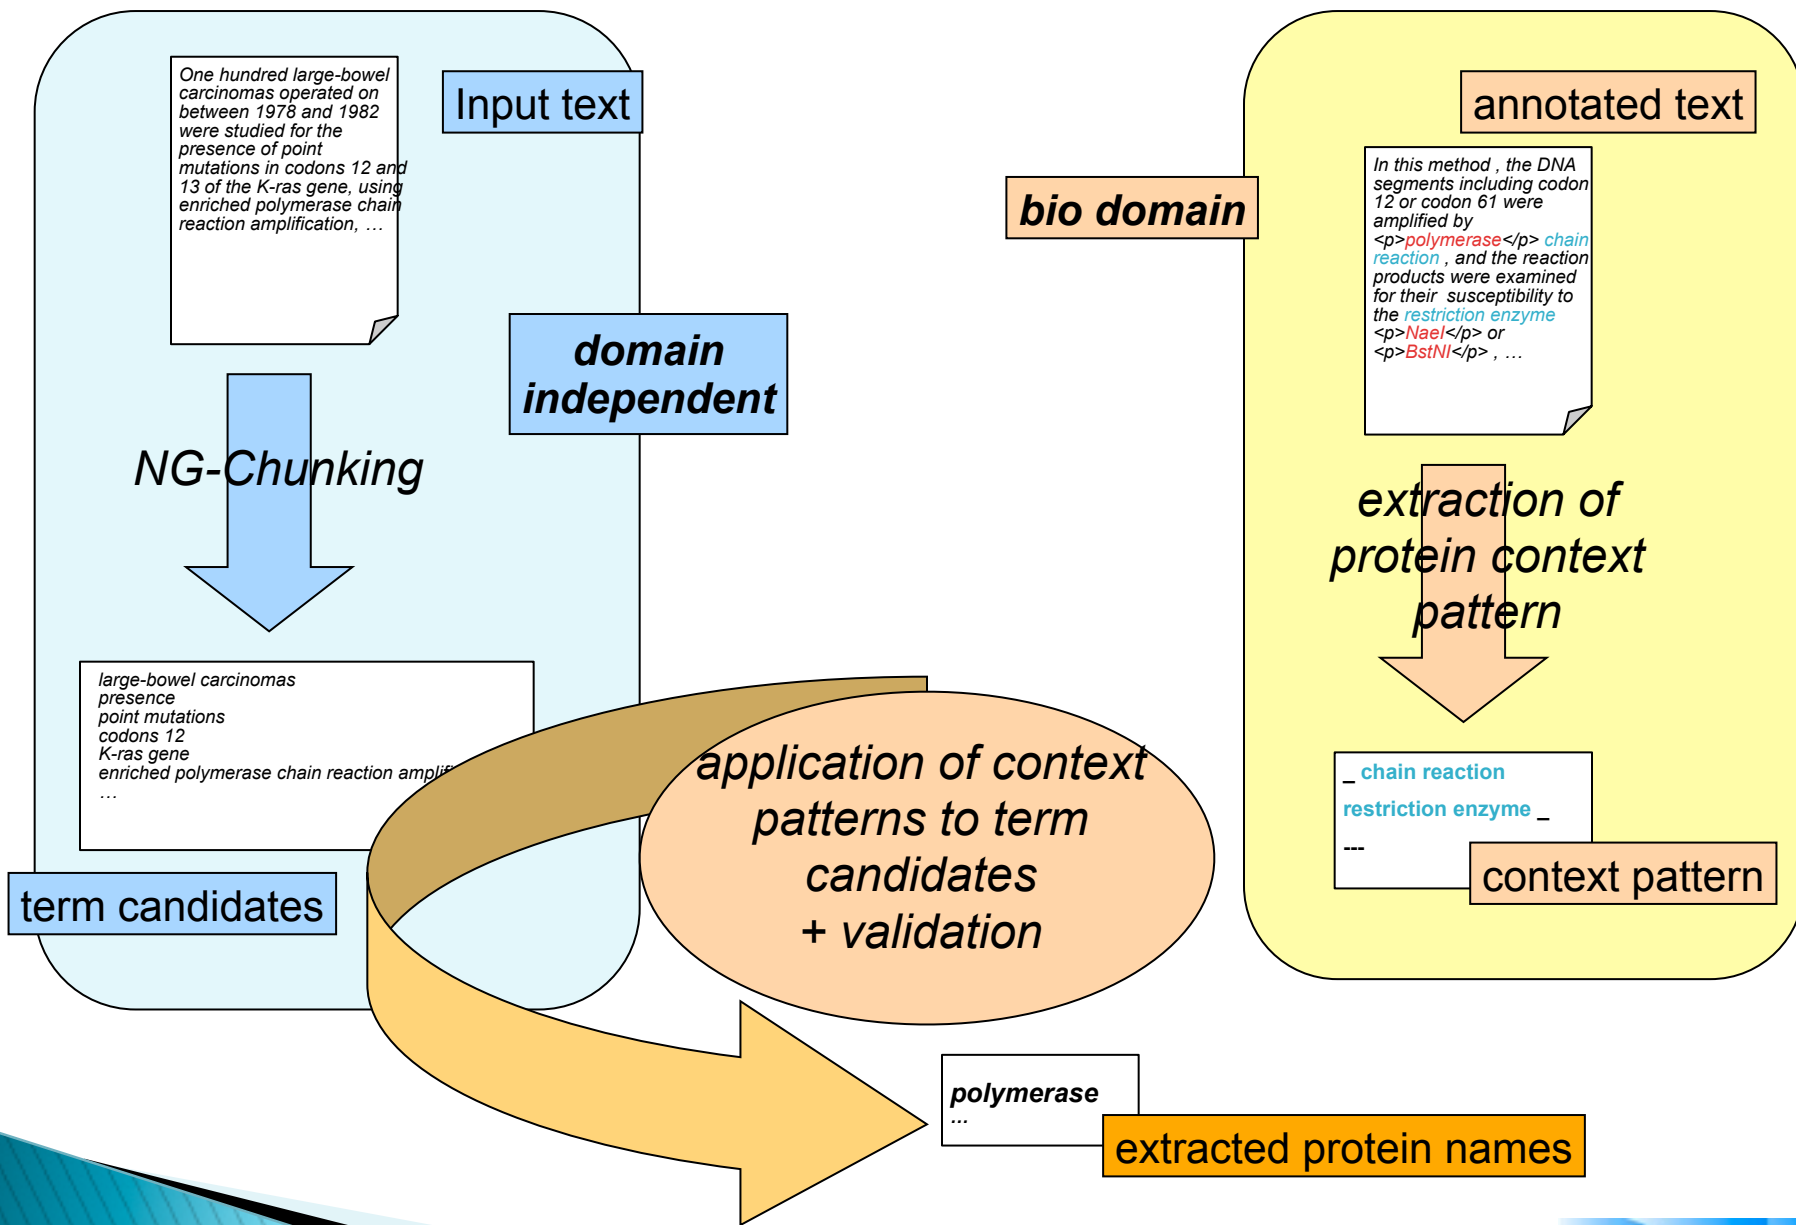 One hundred large-bowel
carcinomas operated on
between 1978 and 1982
were studied for the
presence of point
mutations in codons 12 and
13 of the K-ras gene, using
enriched polymerase chain
reaction amplification, …
Input text
domain
independent
NG-Chunking
large-bowel carcinomas
presence
point mutations
codons 12
K-ras gene
enriched polymerase chain reaction
…
term candidates
application of context
patterns to term
candidates
+ validation
bio domain
annotated text
In this method , the DNA
segments including codon
12 or codon 61 were
amplified by
<p>polymerase</p> chain
reaction , and the reaction
products were examined
for their susceptibility to
the restriction enzyme
<p>NaeI</p> or
<p>BstNI</p> , …
extraction of
protein context
pattern
_ chain reaction
restriction enzyme _
---
context pattern
polymerase
...
extracted protein names